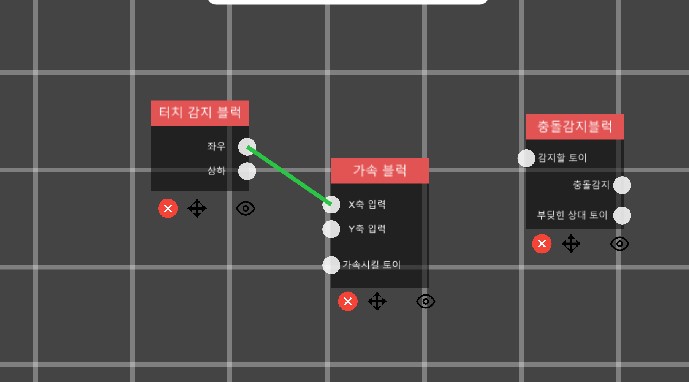 터치 감지 블럭
좌우
상하
가속 블럭
X축 입력
Y축 입력
가속시킬 토이
충돌감지블럭
감지할 토이
충돌감지
부딪힌 상대 토이